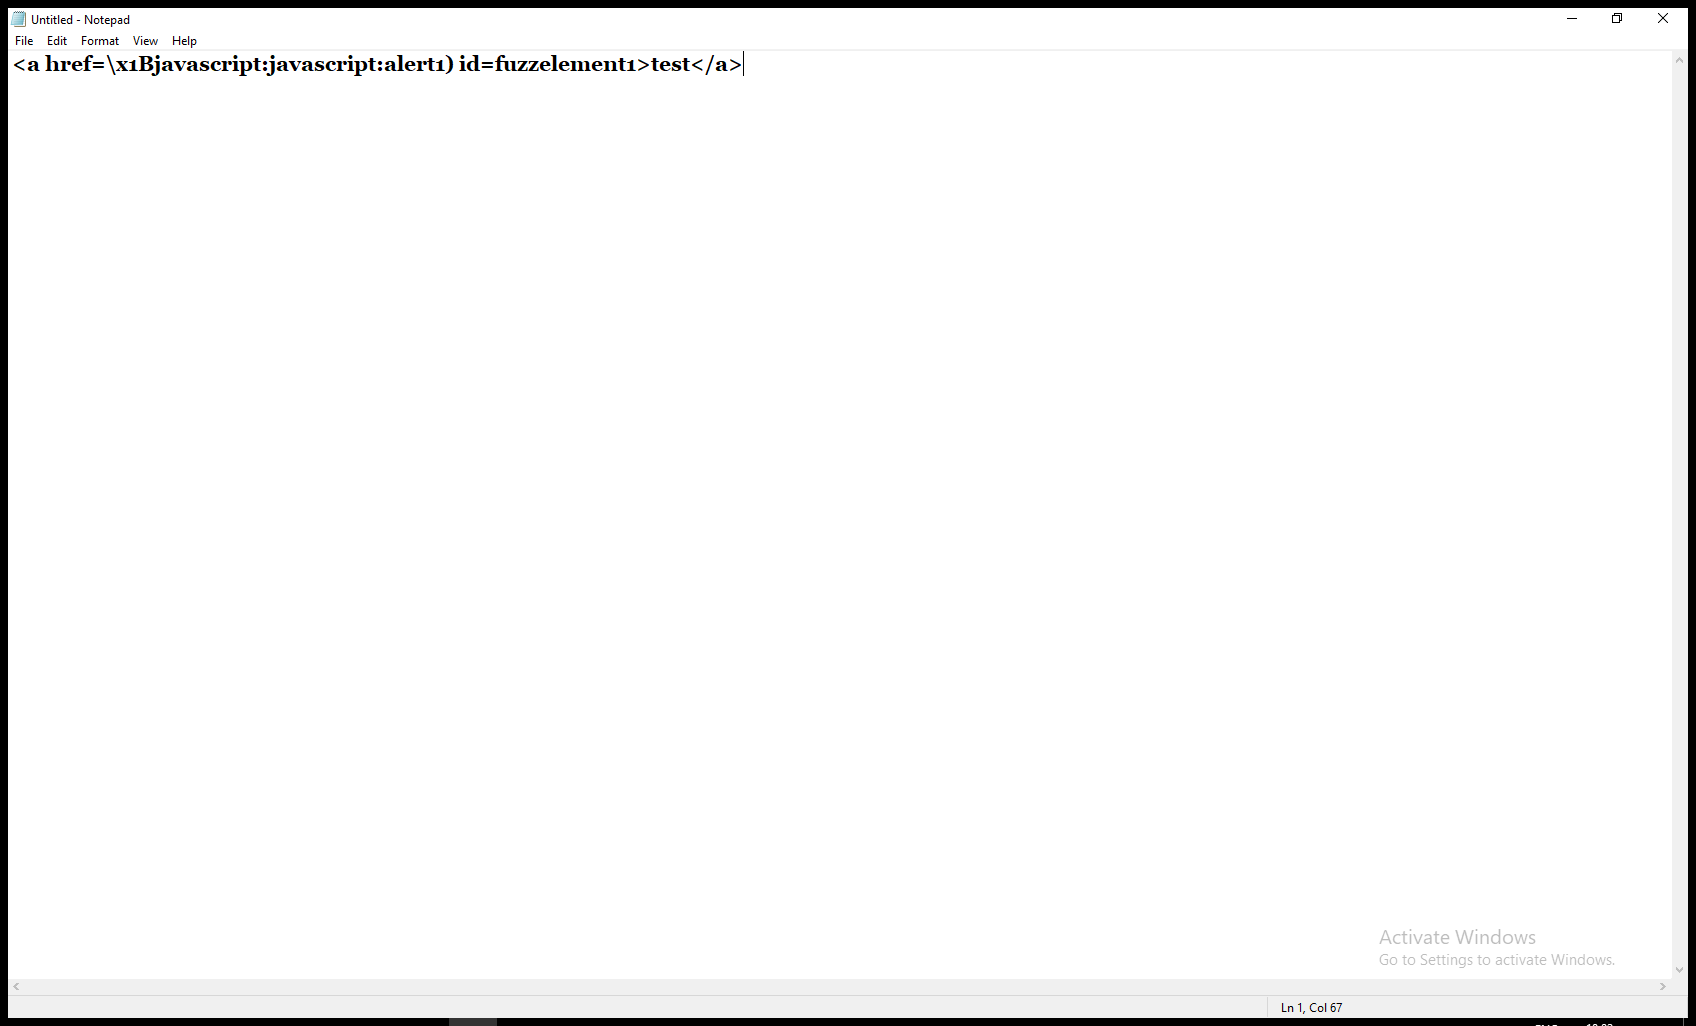 Untitled - Notepad
File Edit Format View Help
<a href=\x1Bjavascript:javascript:alert1) id=fuzzelement1>test</a>
Activate Windows
Go to Settings to activate Windows.
Ln 1, Col 67